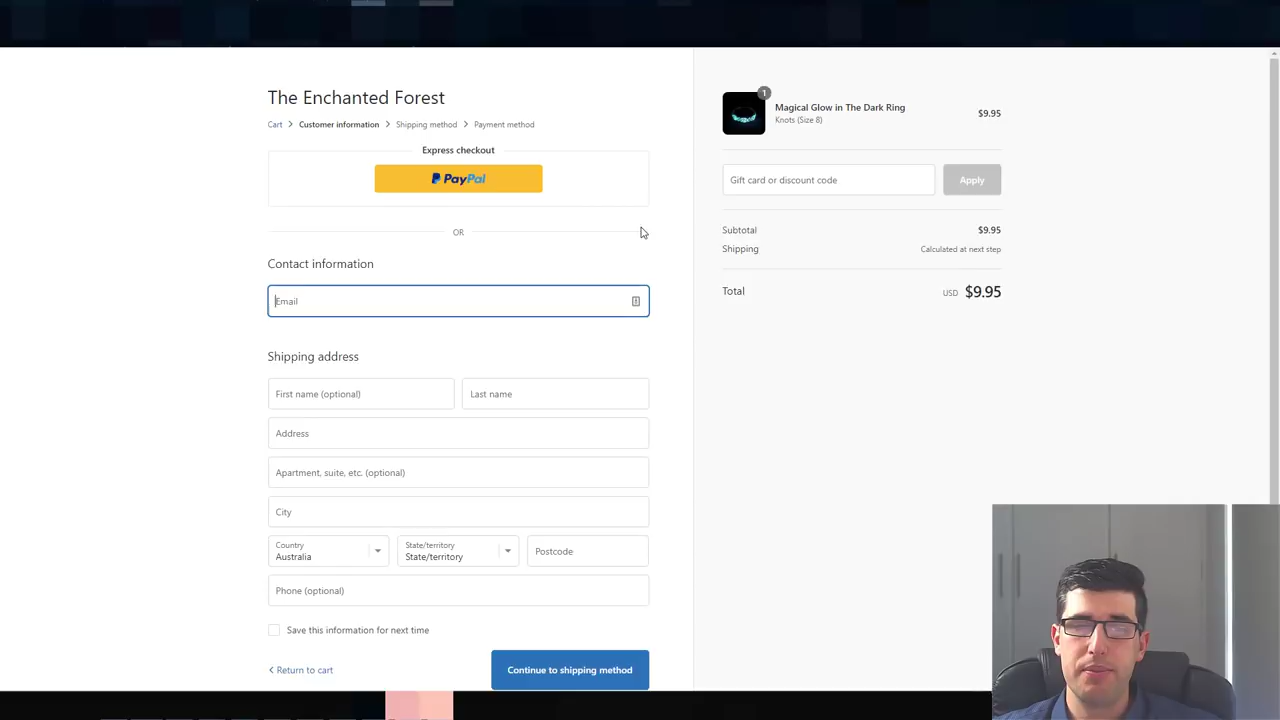 The Enchanted Forest
Cart > Customer information > Shipping method > Payment method
Express checkout
PayPal
OR
Contact information
Email
Shipping address
First name (optional) Last name
Address
Apartment, suite, etc. (optional)
City
Country State/territory
Australia State/territory Postcode
Phone (optional)
Save this information for next time
< Return to cart Continue to shipping method
1
Magical Glow in The Dark Ring $9.95
Knots (Size 8)
Gift card or discount code Apply
Subtotal $9.95
Shipping Calculated at next step
Total USD $9.95